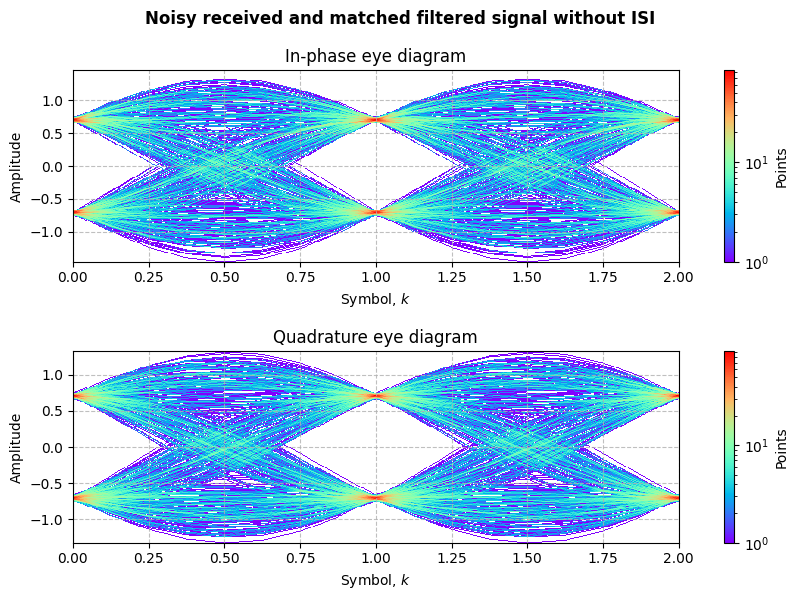 Noisy received and matched filtered signal without ISI
In-phase eye diagram
Amplitude
1.0
0.5
0.0
−0.5
−1.0
0.00 0.25 0.50 0.75 1.00 1.25 1.50 1.75 2.00
Symbol, k
10¹
10⁰
Points
Quadrature eye diagram
Amplitude
1.0
0.5
0.0
−0.5
−1.0
0.00 0.25 0.50 0.75 1.00 1.25 1.50 1.75 2.00
Symbol, k
10¹
10⁰
Points